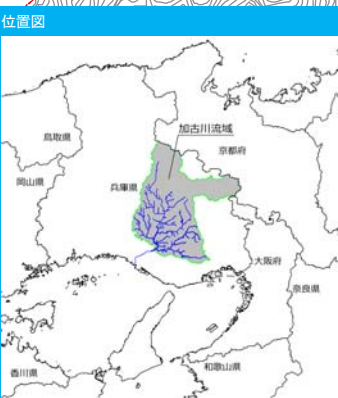 位置図
加古川流域
鳥取県
京都府
岡山県
兵庫県
大阪府
奈良県
香川県
和歌山県